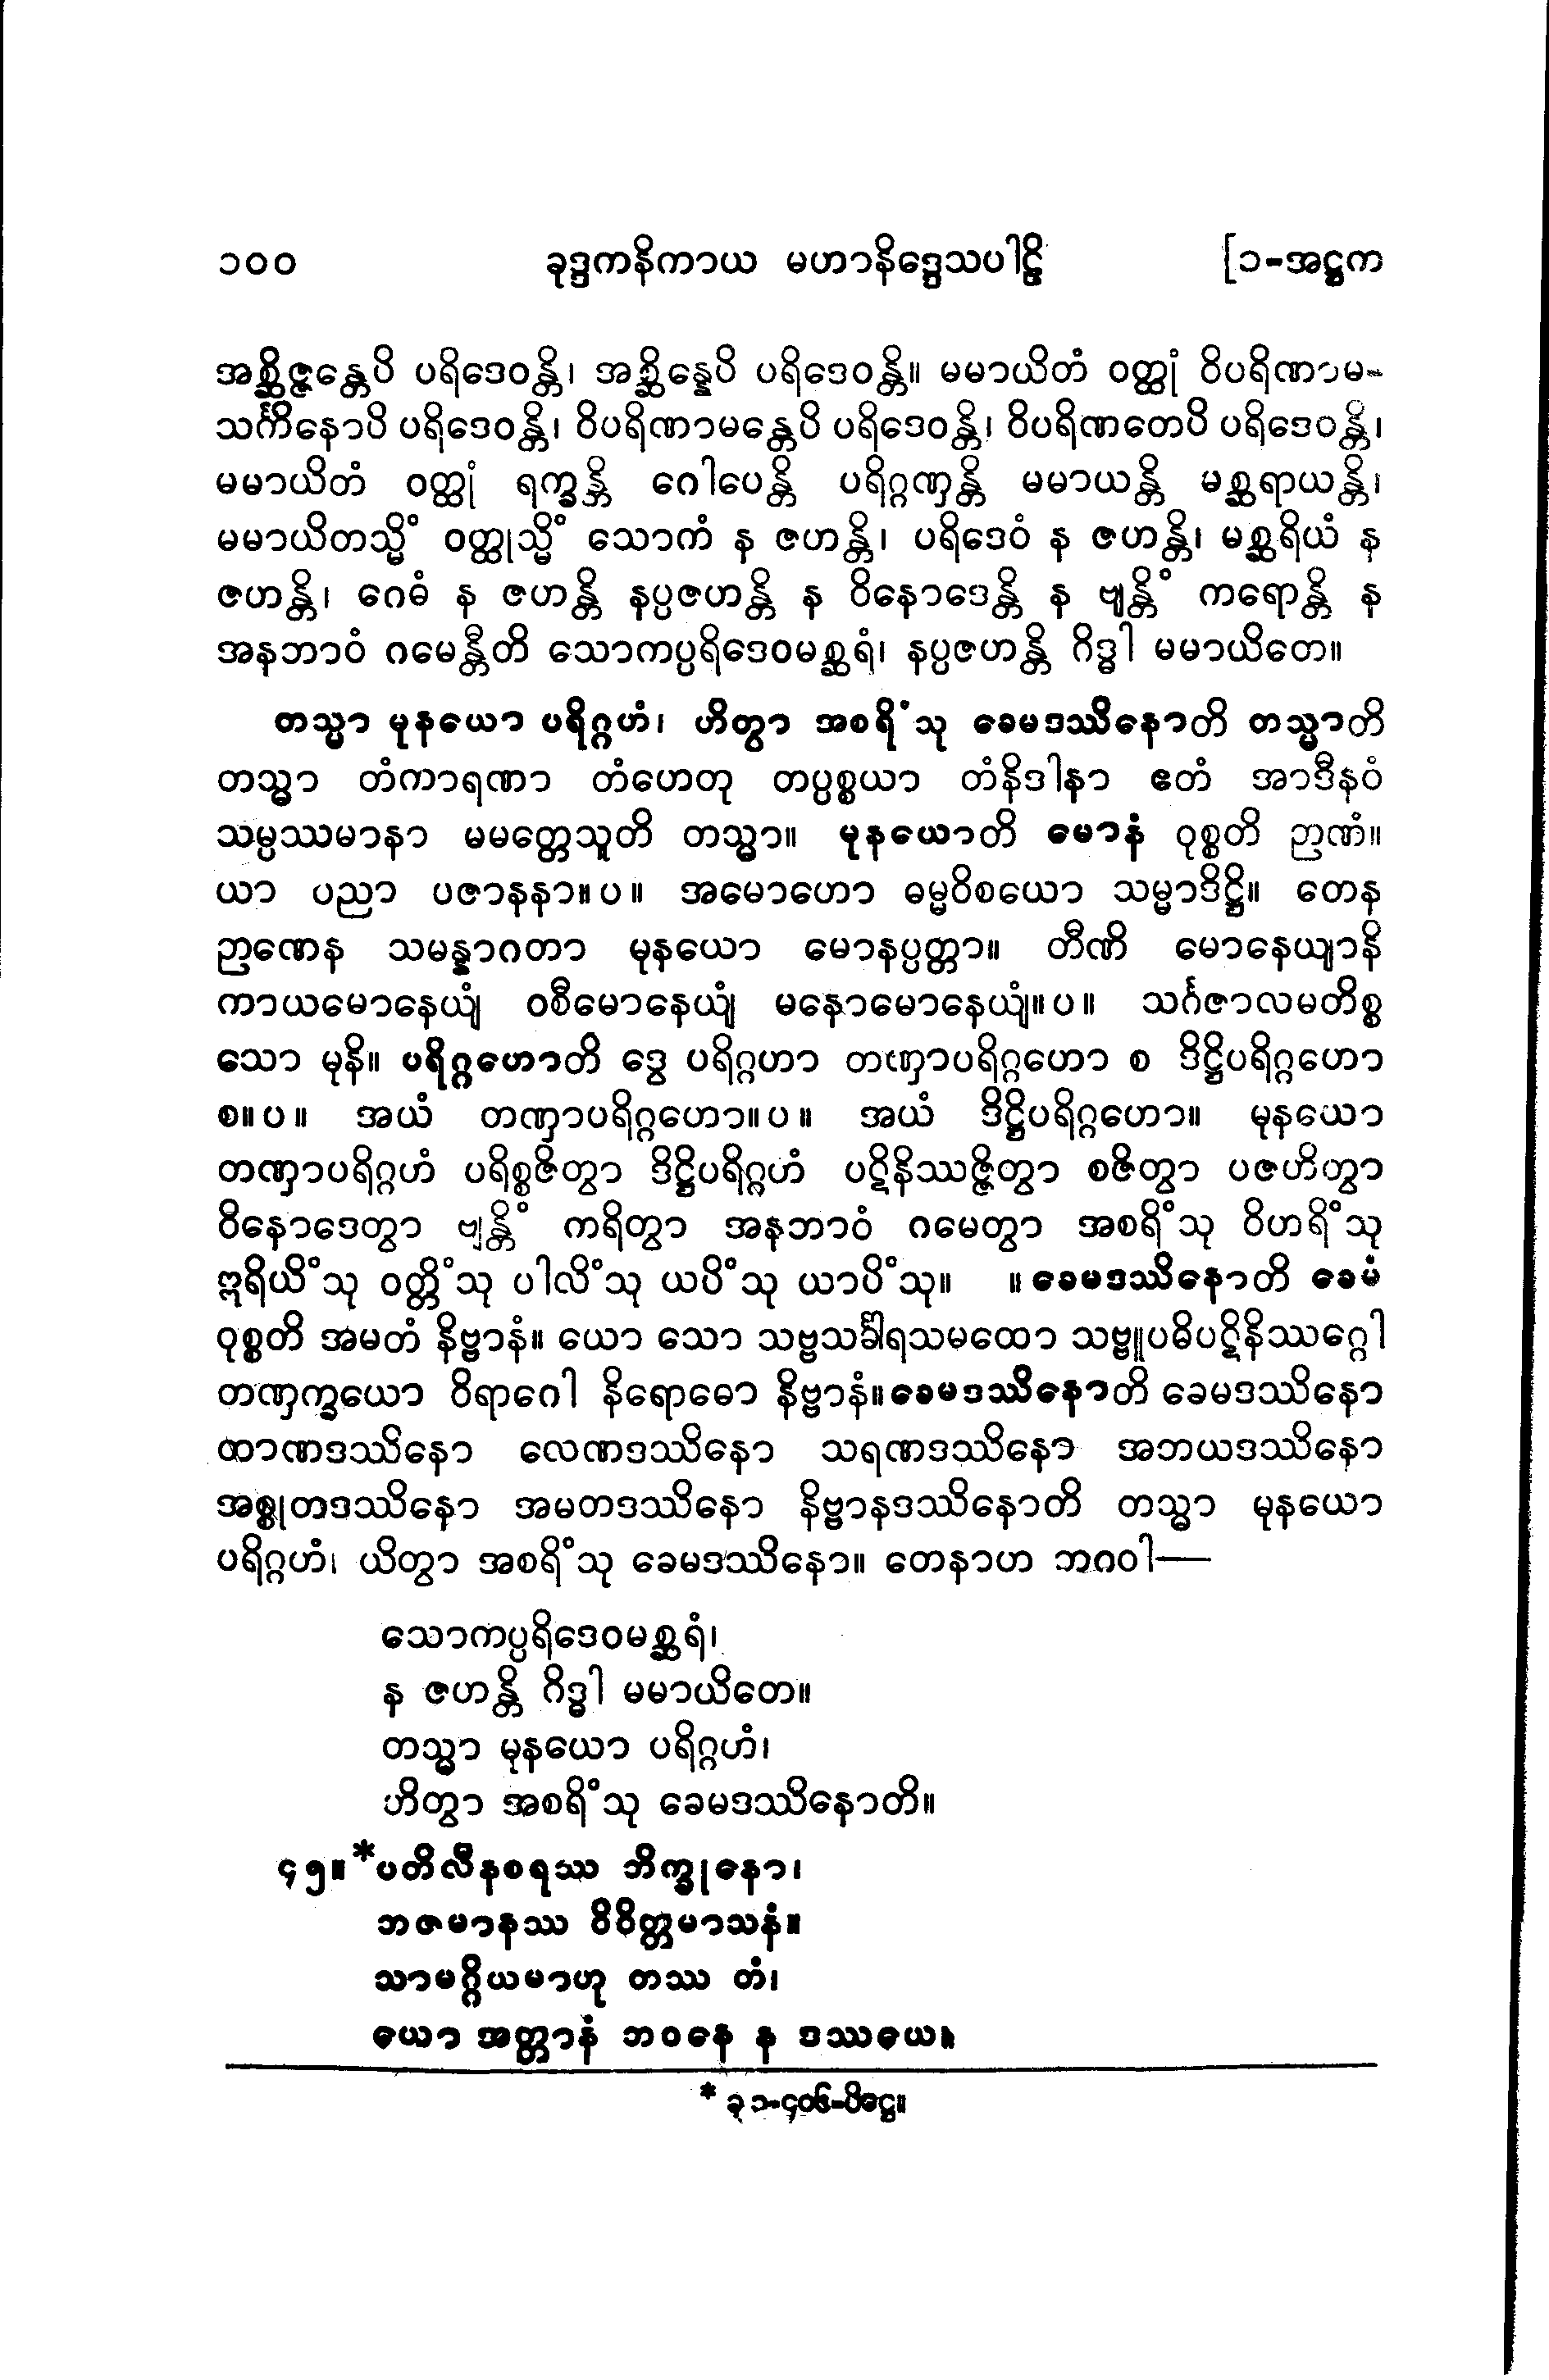 ၁၀၀ ခုဒ္ဒကနိကာယ မဟာနိဒ္ဒေသပါဠိ [၁-အဋ္ဌက
အစ္ဆိဇ္ဇန္တေပိ ပရိဒေဝန္တိ၊ အစ္ဆိန္နေပိ ပရိဒေဝန္တိ။ မမာယိတံ ဝတ္ထုံ ဝိပရိဏာမ-
သင်္ကိနောပိ ပရိဒေဝန္တိ၊ ဝိပရိဏာမန္တေပိ ပရိဒေဝန္တိ၊ ဝိပရိဏတေပိ ပရိဒေဝန္တိ၊
မမာယိတံ ဝတ္ထုံ ရက္ခန္တိ ဂေါပေန္တိ ပရိဂ္ဂဏှန္တိ မမာယန္တိ မစ္ဆရာယန္တိ၊
မမာယိတသ္မိံ ဝတ္ထုသ္မိံ သောကံ န ဇဟန္တိ၊ ပရိဒေဝံ န ဇဟန္တိ၊ မစ္ဆရိယံ န
ဇဟန္တိ၊ ဂေဓံ န ဇဟန္တိ နပ္ပဇဟန္တိ န ဝိနောဒေန္တိ န ဗျန္တိံ ကရောန္တိ န
အနဘာဝံ ဂမေန္တီတိ သောကပ္ပရိဒေဝမစ္ဆရံ၊ နပ္ပဇဟန္တိ ဂိဒ္ဓါ မမာယိတေ။
တသ္မာ မုနယော ပရိဂ္ဂဟံ၊ ဟိတွာ အစရိံသု ခေမဒဿိနောတိ တသ္မာတိ
တသ္မာ တံကာရဏာ တံဟေတု တပ္ပစ္စယာ တံနိဒါနာ ဧတံ အာဒီနဝံ
သမ္ပဿမာနာ မမတ္တေသူတိ တသ္မာ။ မုနယောတိ မောနံ ဝုစ္စတိ ဉာဏံ။
ယာ ပညာ ပဇာနနာ။ပ။ အမောဟော ဓမ္မဝိစယော သမ္မာဒိဋ္ဌိ။ တေန
ဉာဏေန သမန္နာဂတာ မုနယော မောနပ္ပတ္တာ။ တီဏိ မောနေယျာနိ
ကာယမောနေယျံ ဝစီမောနေယျံ မနောမောနေယျံ။ပ။ သင်္ဂဇာလမတိစ္စ
သော မုနိ။ ပရိဂ္ဂဟောတိ ဒွေ ပရိဂ္ဂဟာ တဏှာပရိဂ္ဂဟော စ ဒိဋ္ဌိပရိဂ္ဂဟော
စ။ပ။ အယံ တဏှာပရိဂ္ဂဟော။ပ။ အယံ ဒိဋ္ဌိပရိဂ္ဂဟော။ မုနယော
တဏှာပရိဂ္ဂဟံ ပရိစ္စဇိတွာ ဒိဋ္ဌိပရိဂ္ဂဟံ ပဋိနိဿဇ္ဇိတွာ စဇိတွာ ပဇဟိတွာ
ဝိနောဒေတွာ ဗျန္တိံ ကရိတွာ အနဘာဝံ ဂမေတွာ အစရိံသု ဝိဟရိံသု
ဣရိယိံသု ဝတ္တိံသု ပါလိံသု ယပိံသု ယာပိံသု။ ။ခေမဒဿိနောတိ ခေမံ
ဝုစ္စတိ အမတံ နိဗ္ဗာနံ။ ယော သော သဗ္ဗသင်္ခါရသမထော သဗ္ဗူပဓိပဋိနိဿဂ္ဂေါ
တဏှက္ခယော ဝိရာဂေါ နိရောဓော နိဗ္ဗာနံ။ခေမဒဿိနောတိ ခေမဒဿိနော
တာဏဒဿိနော လေဏဒဿိနော သရဏဒဿိနော အဘယဒဿိနော
အစ္စုတဒဿိနော အမတဒဿိနော နိဗ္ဗာနဒဿိနောတိ တသ္မာ မုနယော
ပရိဂ္ဂဟံ၊ ယိတွာ အစရိံသု ခေမဒဿိနော။ တေနာဟ ဘဂဝါ—
သောကပ္ပရိဒေဝမစ္ဆရံ၊
န ဇဟန္တိ ဂိဒ္ဓါ မမာယိတေ။
တသ္မာ မုနယော ပရိဂ္ဂဟံ၊
ဟိတွာ အစရိံသု ခေမဒဿိနောတိ။
၄၅။*ပတိလီနစရဿ ဘိက္ခုနော၊
ဘဇမာနဿ ဝိဝိတ္တမာသနံ။
သာမဂ္ဂိယမာဟု တဿ တံ၊
ယော အတ္တာနံ ဘဝနေ န ဒဿယေ။
* ခု ၁-၄၀၆-ပိဋ္ဌေ။